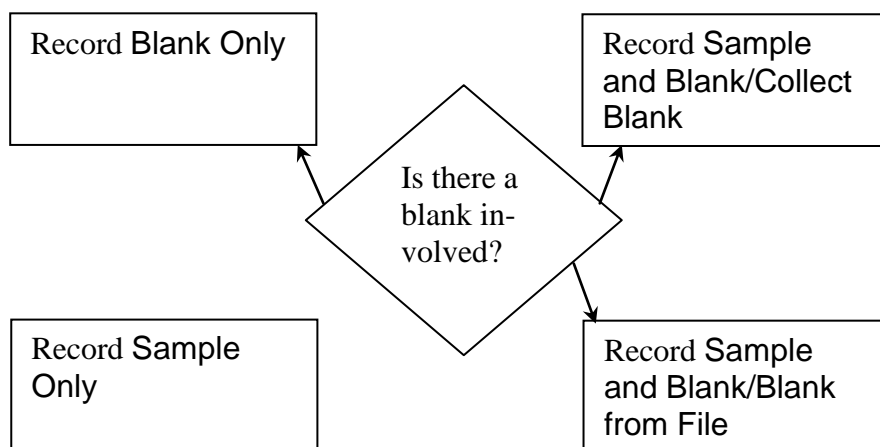 Record Blank Only
Record Sample
and Blank/Collect
Blank
Is there a
blank in-
volved?
Record Sample
Only
Record Sample
and Blank/Blank
from File